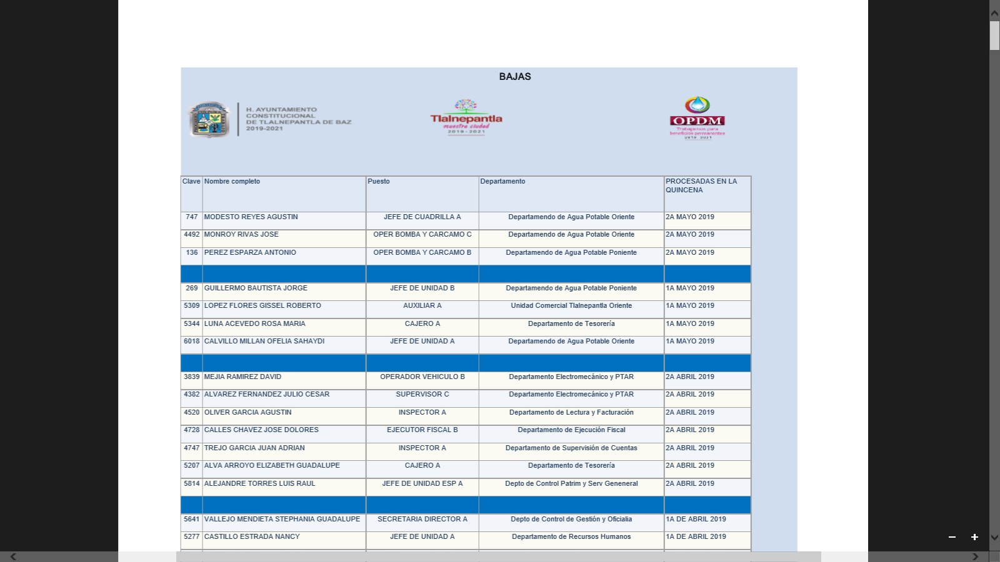 BAJAS
H. AYUNTAMIENTO
CONSTITUCIONAL
DE TLALNEPANTLA DE BAZ
2019-2021
Tlalnepantla
nuestra ciudad
2019 - 2021
OPDM
Trabajamos para
beneficios permanentes
Clave Nombre completo Puesto Departamento PROCESADAS EN LA
QUINCENA
747 MODESTO REYES AGUSTIN JEFE DE CUADRILLA A Departamendo de Agua Potable Oriente 2A MAYO 2019
4492 MONROY RIVAS JOSE OPER BOMBA Y CARCAMO C Departamendo de Agua Potable Oriente 2A MAYO 2019
136 PEREZ ESPARZA ANTONIO OPER BOMBA Y CARCAMO B Departamendo de Agua Potable Poniente 2A MAYO 2019
269 GUILLERMO BAUTISTA JORGE JEFE DE UNIDAD B Departamendo de Agua Potable Poniente 1A MAYO 2019
5309 LOPEZ FLORES GISSEL ROBERTO AUXILIAR A Unidad Comercial Tlalnepantla Oriente 1A MAYO 2019
5344 LUNA ACEVEDO ROSA MARIA CAJERO A Departamento de Tesorería 1A MAYO 2019
6018 CALVILLO MILLAN OFELIA SAHAYDI JEFE DE UNIDAD A Departamendo de Agua Potable Oriente 1A MAYO 2019
3839 MEJIA RAMIREZ DAVID OPERADOR VEHICULO B Departamento Electromecánico y PTAR 2A ABRIL 2019
4382 ALVAREZ FERNANDEZ JULIO CESAR SUPERVISOR C Departamento Electromecánico y PTAR 2A ABRIL 2019
4520 OLIVER GARCIA AGUSTIN INSPECTOR A Departamento de Lectura y Facturación 2A ABRIL 2019
4728 CALLES CHAVEZ JOSE DOLORES EJECUTOR FISCAL B Departamento de Ejecución Fiscal 2A ABRIL 2019
4747 TREJO GARCIA JUAN ADRIAN INSPECTOR A Departamento de Supervisión de Cuentas 2A ABRIL 2019
5207 ALVA ARROYO ELIZABETH GUADALUPE CAJERO A Departamento de Tesorería 2A ABRIL 2019
5814 ALEJANDRE TORRES LUIS RAUL JEFE DE UNIDAD ESP A Depto de Control Patrim y Serv Geneneral 2A ABRIL 2019
5641 VALLEJO MENDIETA STEPHANIA GUADALUPE SECRETARIA DIRECTOR A Depto de Control de Gestión y Oficialia 1A DE ABRIL 2019
5277 CASTILLO ESTRADA NANCY JEFE DE UNIDAD A Departamento de Recursos Humanos 1A DE ABRIL 2019